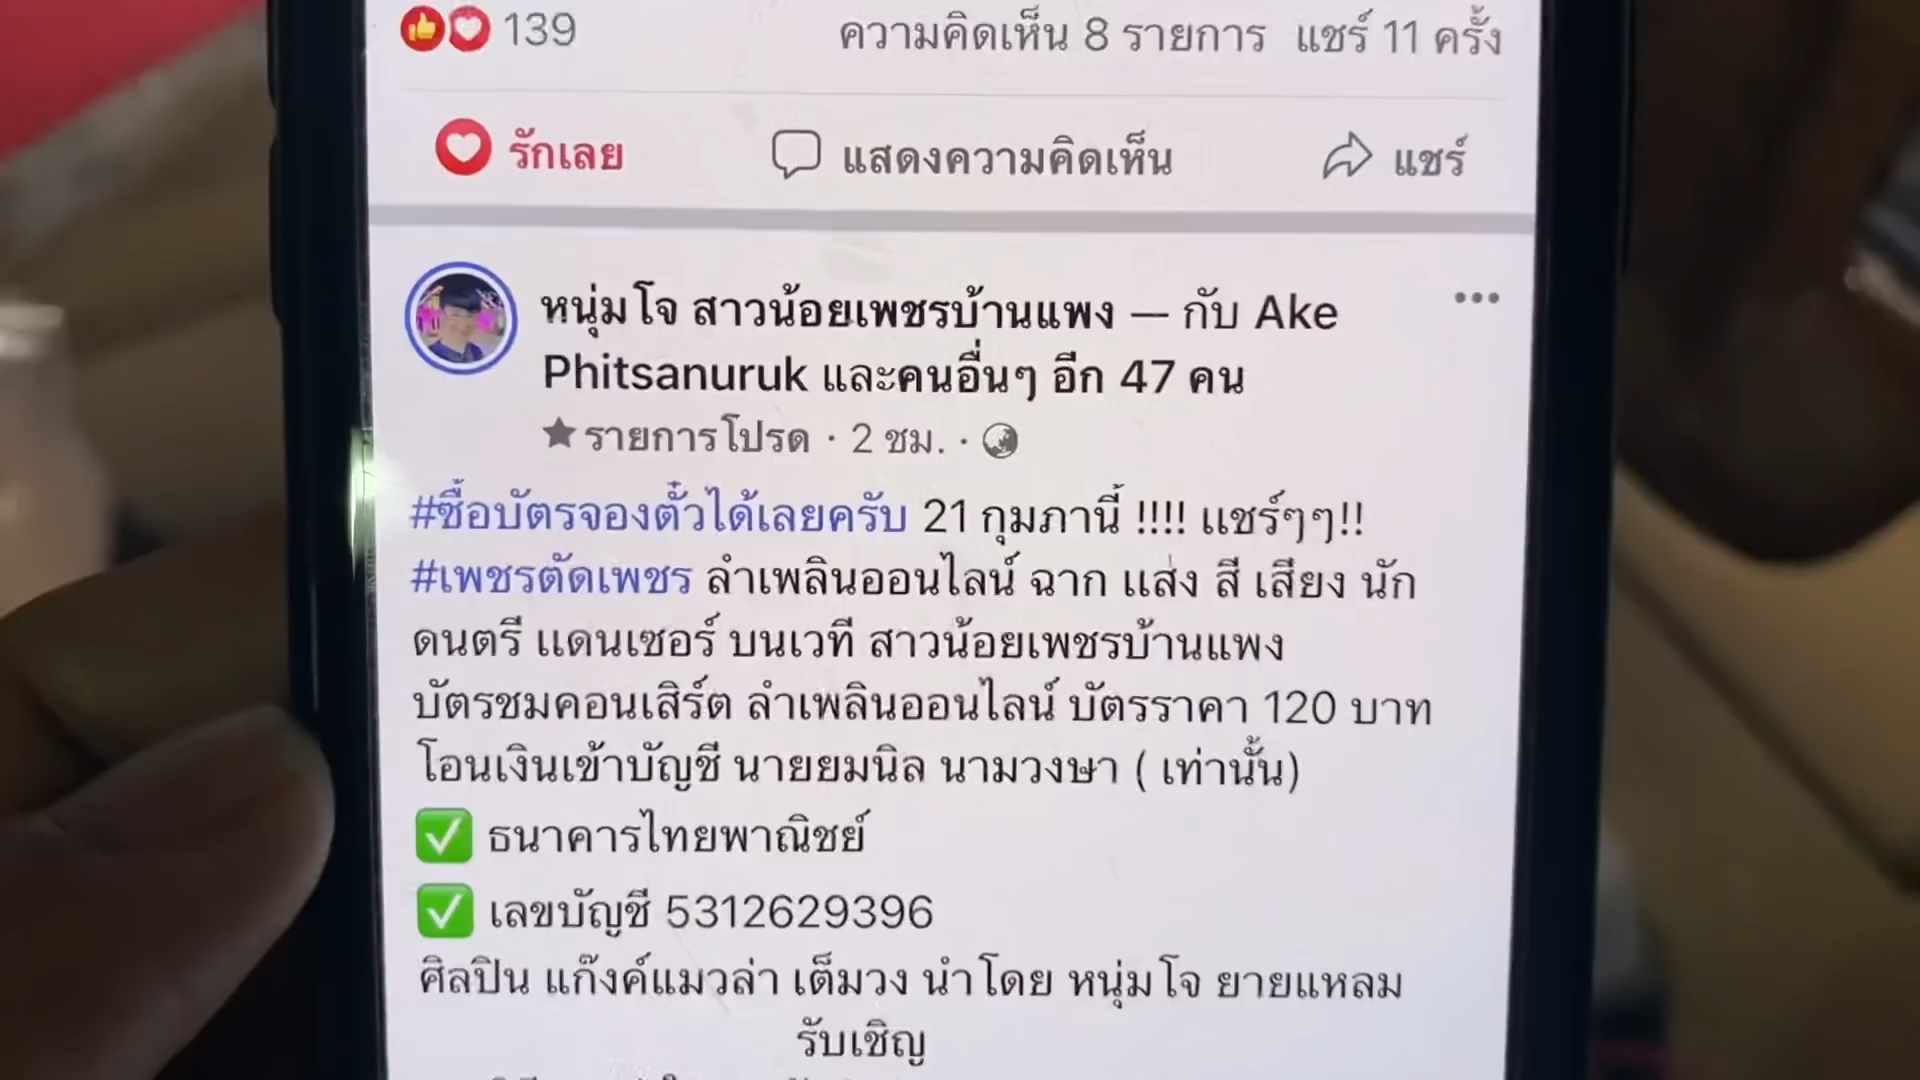 139 ความคิดเห็น 8 รายการ แชร์ 11 ครั้ง
รักเลย แสดงความคิดเห็น แชร์
หนุ่มโจ สาวน้อยเพชรบ้านแพง — กับ Ake
Phitsanuruk และคนอื่นๆ อีก 47 คน
รายการโปรด · 2 ชม. ·
#ซื้อบัตรจองตั๋วได้เลยครับ 21 กุมภานี้ !!!! แชร์ๆๆ!!
#เพชรตัดเพชร ลำเพลินออนไลน์ ฉาก แส่ง สี เสียง นัก
ดนตรี แดนเซอร์ บนเวที สาวน้อยเพชรบ้านแพง
บัตรชมคอนเสิร์ต ลำเพลินออนไลน์ บัตรราคา 120 บาท
โอนเงินเข้าบัญชี นายยมนิล นามวงษา ( เท่านั้น)
✅ ธนาคารไทยพาณิชย์
✅ เลขบัญชี 5312629396
ศิลปิน แก๊งค์แมวล่า เต็มวง นำโดย หนุ่มโจ ยายแหลม
รับเชิญ